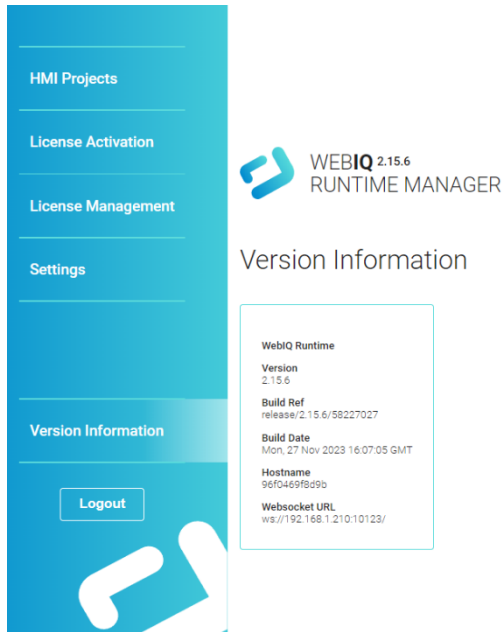 HMI Projects
License Activation
License Management
Settings
Version Information
Logout
WEBIQ 2.15.6
RUNTIME MANAGER
Version Information
WebIQ Runtime
Version
2.15.6
Build Ref
release/2.15.6/58227027
Build Date
Mon, 27 Nov 2023 16:07:05 GMT
Hostname
96f0469f8d9b
Websocket URL
ws://192.168.1.210:10123/